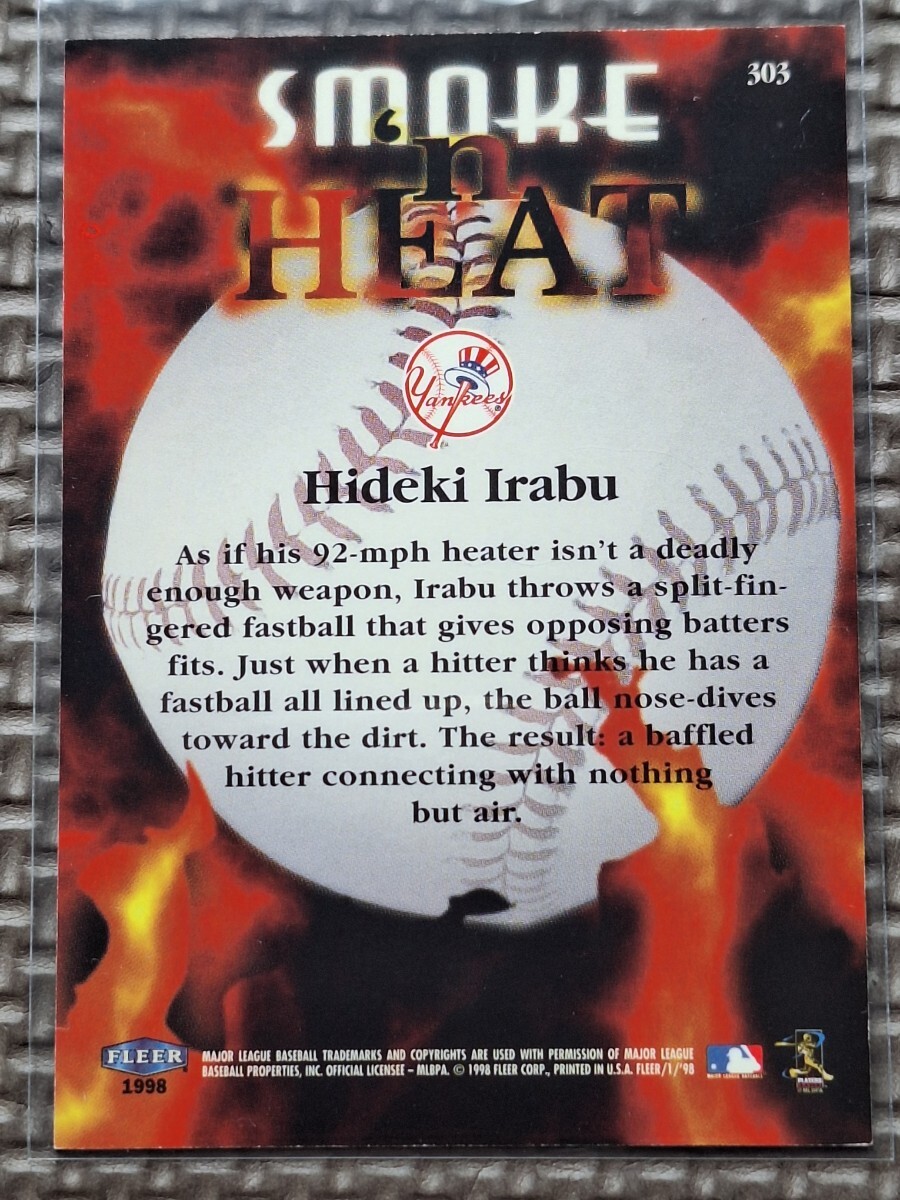 303
SMOKE
'n
HEAT
Yankees
Hideki Irabu
As if his 92-mph heater isn't a deadly
enough weapon, Irabu throws a split-fin-
gered fastball that gives opposing batters
fits. Just when a hitter thinks he has a
fastball all lined up, the ball nose-dives
toward the dirt. The result: a baffled
hitter connecting with nothing
but air.
FLEER
1998
MAJOR LEAGUE BASEBALL TRADEMARKS AND COPYRIGHTS ARE USED WITH PERMISSION OF MAJOR LEAGUE
BASEBALL PROPERTIES, INC. OFFICIAL LICENSEE – MLBPA. © 1998 FLEER CORP., PRINTED IN U.S.A. FLEER/1/'98
MAJOR LEAGUE BASEBALL
PLAYERS